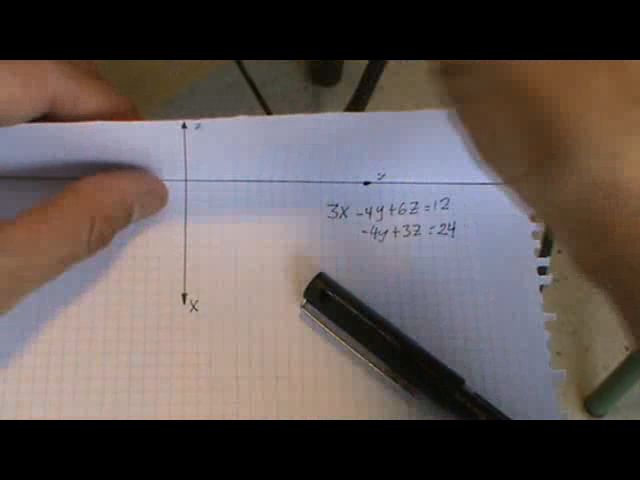 3x - 4y + 6z = 12
-4y + 3z = 24
x